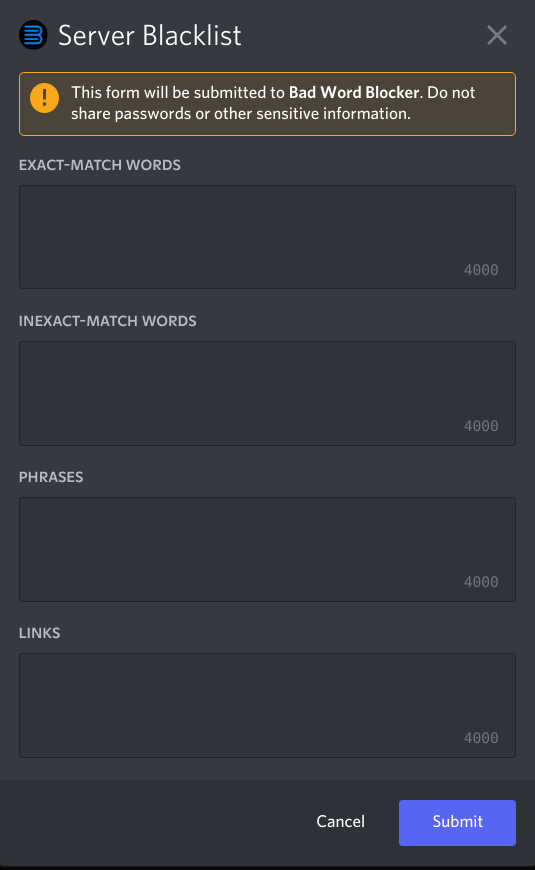 Server Blacklist
This form will be submitted to Bad Word Blocker. Do not
share passwords or other sensitive information.
EXACT-MATCH WORDS
4000
INEXACT-MATCH WORDS
4000
PHRASES
4000
LINKS
4000
Cancel
Submit